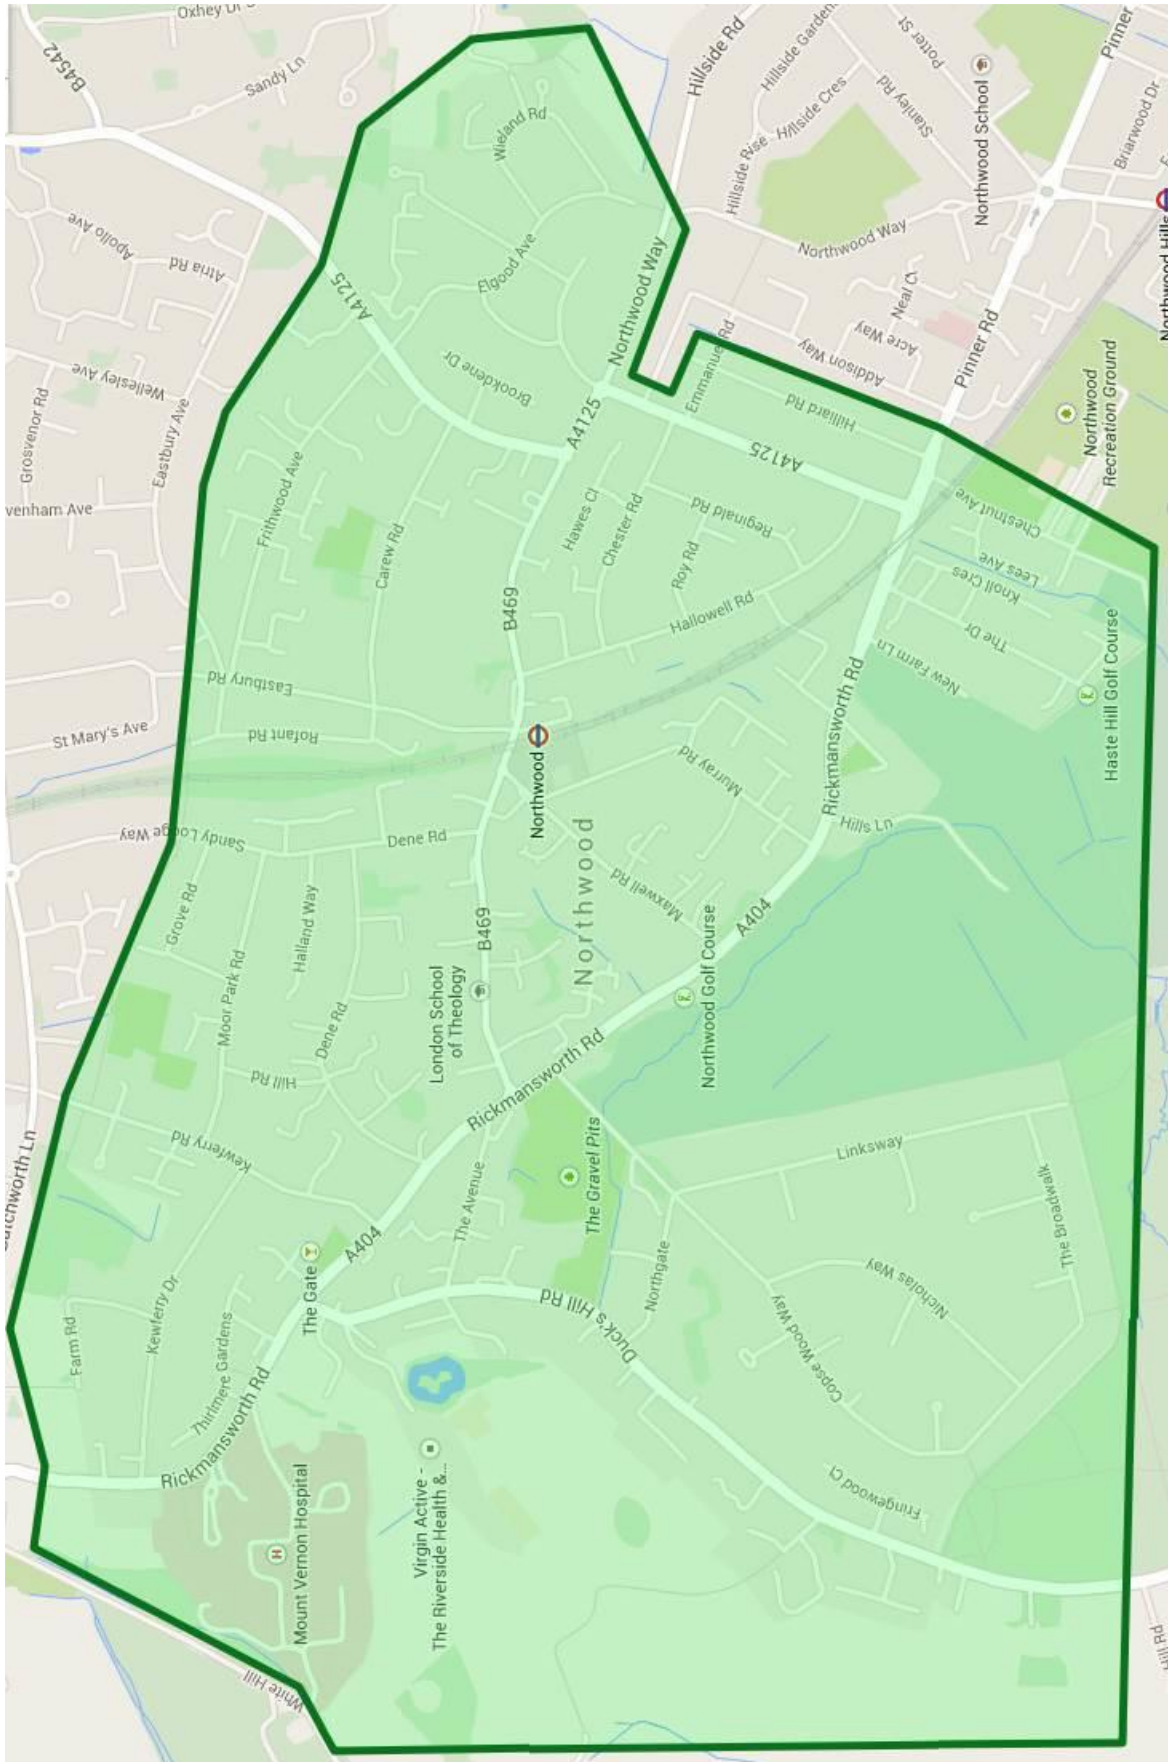 Oxhey Dr
B4542
Sandy Ln
Hillside Rd
Hillside Gardens
Potter St
Pinner
Northwood School
Stanley Rd
Hillside Cres
Hillside Rise
Briarwood Dr
Wieland Rd
Apollo Ave
Atria Rd
Elgood Ave
Northwood Way
Northwood Way
Neal Ct
Acre Way
Addison Way
Pinner Rd
Northwood Hills
A4125
Grosvenor Rd
Wellesley Ave
Eastbury Ave
Brookdene Dr
Emmanuel Rd
Hilliard Rd
Northwood
Recreation Ground
venham Ave
Frithwood Ave
A4125
A4125
Hawes Cl
Chester Rd
Reginald Rd
Chestnut Ave
Lees Ave
Knoll Cres
Carew Rd
Roy Rd
B469
Hallowell Rd
The Dr
New Farm Ln
Haste Hill Golf Course
Eastbury Rd
St Mary's Ave
Rofant Rd
Northwood
Murray Rd
Rickmansworth Rd
Sandy Lodge Way
Dene Rd
Hills Ln
Northwood
Maxwell Rd
Grove Rd
Halland Way
B469
A404
Northwood Golf Course
Moor Park Rd
London School
of Theology
Dene Rd
Hill Rd
Rickmansworth Rd
Batchworth Ln
Kewferry Rd
The Gravel Pits
Linksway
The Avenue
The Broadwalk
The Gate
A404
Northgate
Nicholas Way
Duck's Hill Rd
Copse Wood Way
Farm Rd
Kewferry Dr
Thirlmere Gardens
Rickmansworth Rd
Fringewood Cl
Mount Vernon Hospital
Virgin Active -
The Riverside Health &...
White Hill
Hill Rd